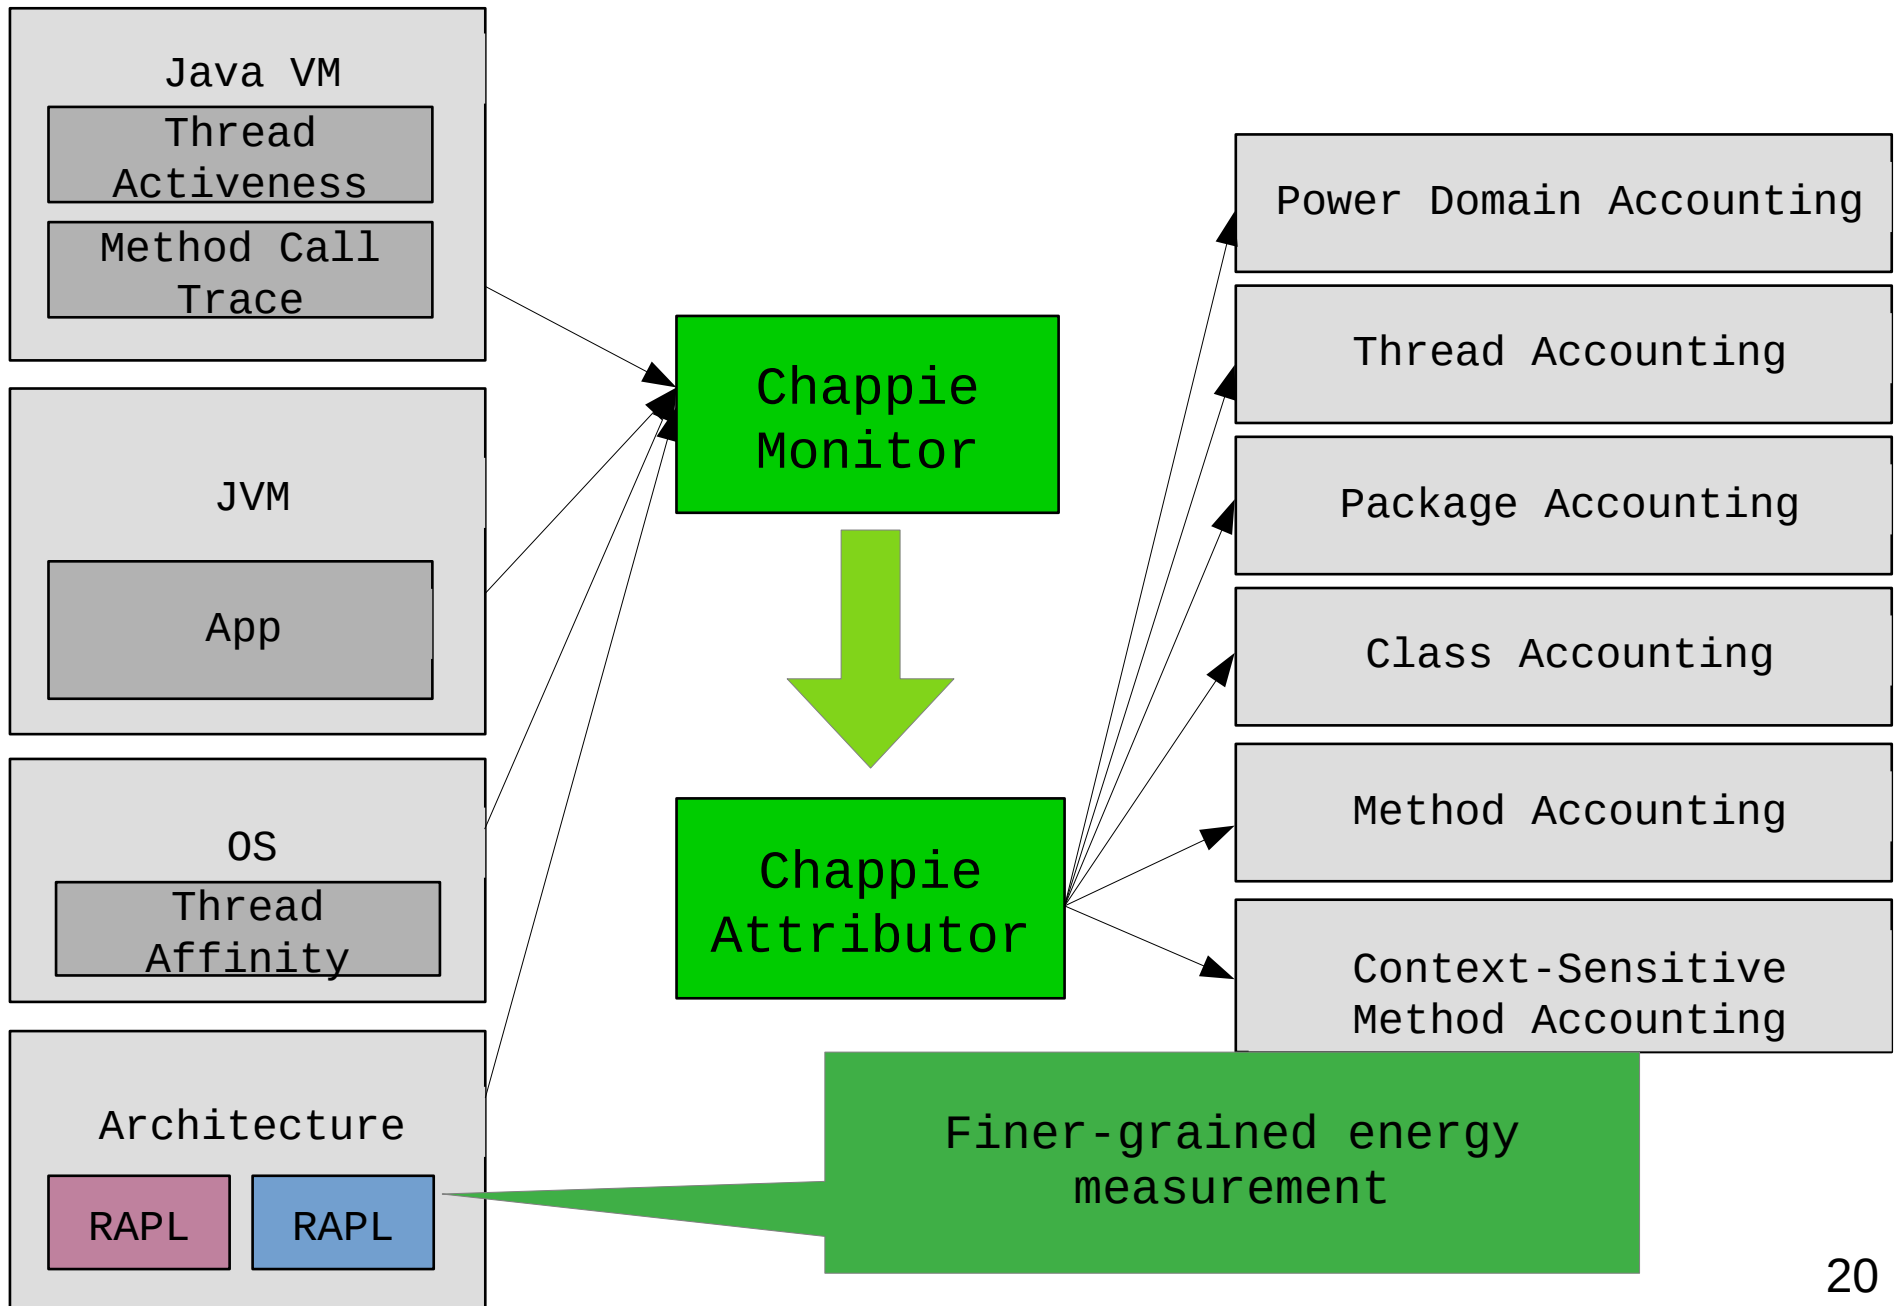 Java VM
Thread
Activeness
Method Call
Trace
JVM
App
OS
Thread
Affinity
Architecture
RAPL
RAPL
Chappie
Monitor
Chappie
Attributor
Power Domain Accounting
Thread Accounting
Package Accounting
Class Accounting
Method Accounting
Context-Sensitive
Method Accounting
Finer-grained energy
measurement
20